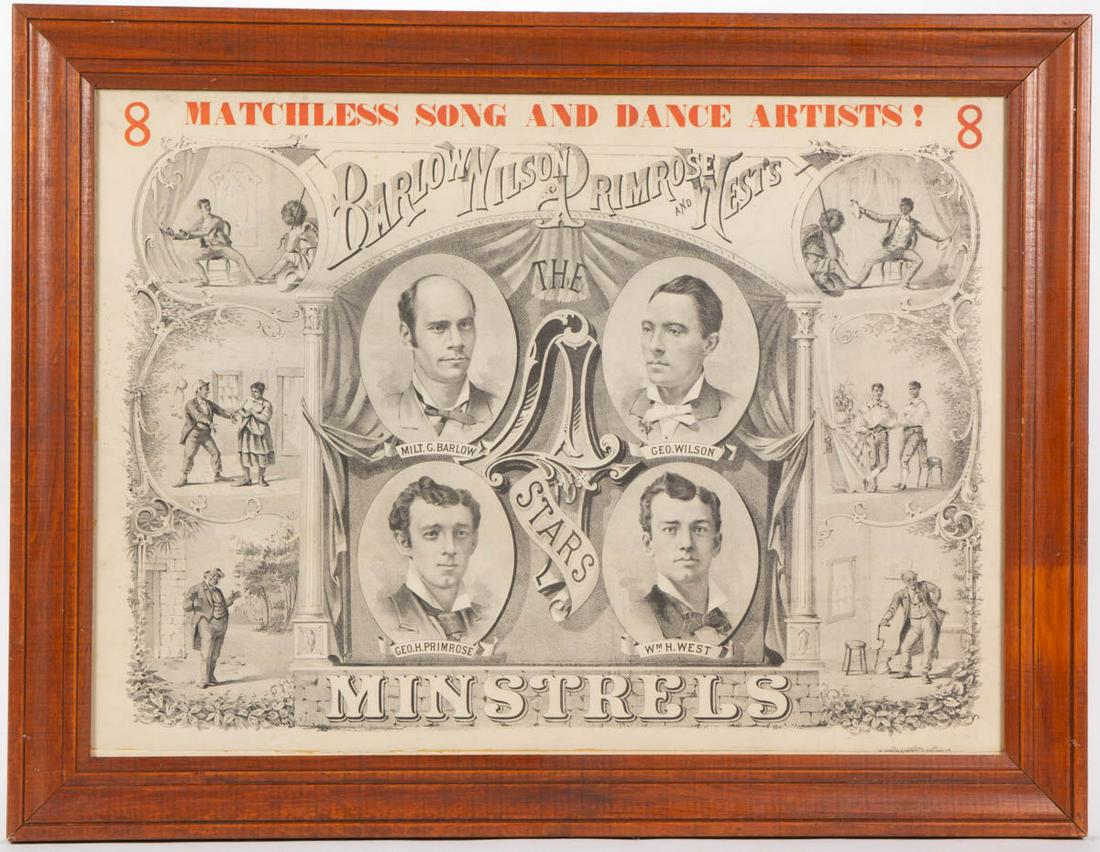 8 MATCHLESS SONG AND DANCE ARTISTS! 8
BARLOW, WILSON, PRIMROSE AND WEST'S
THE
4
STARS
MILT. G. BARLOW
GEO. WILSON
GEO. H. PRIMROSE
WM H. WEST
MINSTRELS